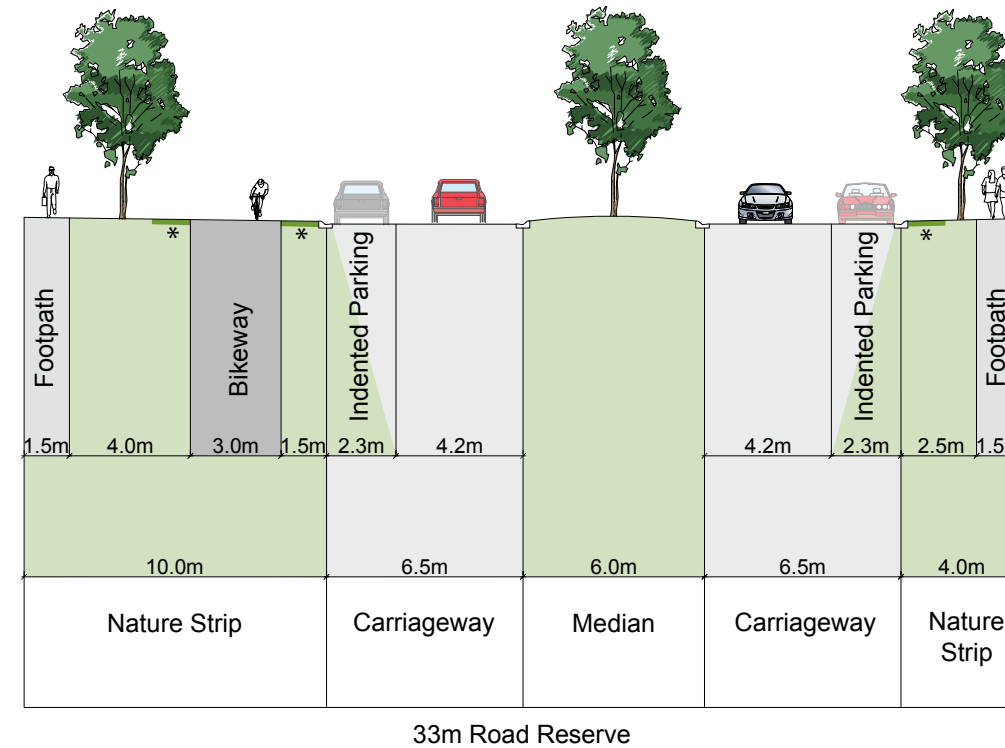 *
*
*
Footpath
Bikeway
Indented Parking
Indented Parking
Footpath
1.5m 4.0m 3.0m 1.5m 2.3m 4.2m 4.2m 2.3m 2.5m 1.5
10.0m 6.5m 6.0m 6.5m 4.0m
Nature Strip Carriageway Median Carriageway Nature
Strip
33m Road Reserve